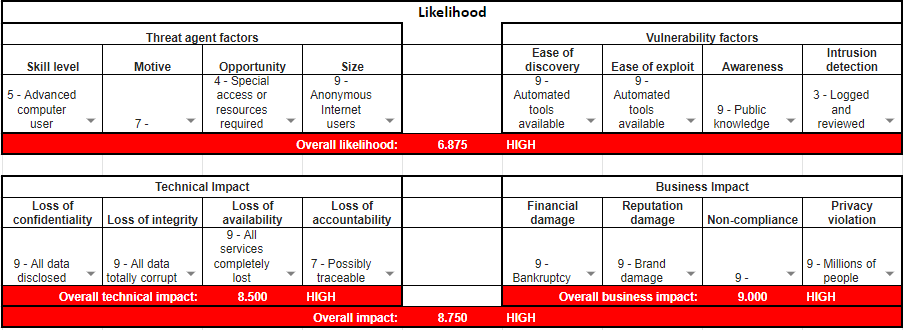 Likelihood
Threat agent factors
Vulnerability factors
Skill level
Motive
Opportunity
Size
Ease of
discovery
Ease of exploit
Awareness
Intrusion
detection
5 - Advanced
computer
user
7 -
4 - Special
access or
resources
required
9 -
Anonymous
Internet
users
9 -
Automated
tools
available
9 -
Automated
tools
available
9 - Public
knowledge
3 - Logged
and
reviewed
Overall likelihood: 6.875 HIGH
Technical Impact
Business Impact
Loss of
confidentiality
Loss of integrity
Loss of
availability
Loss of
accountability
Financial
damage
Reputation
damage
Non-compliance
Privacy
violation
9 - All data
disclosed
9 - All data
totally corrupt
9 - All
services
completely
lost
7 - Possibly
traceable
9 -
Bankruptcy
9 - Brand
damage
9 -
9 - Millions of
people
Overall technical impact: 8.500 HIGH
Overall business impact: 9.000 HIGH
Overall impact: 8.750 HIGH